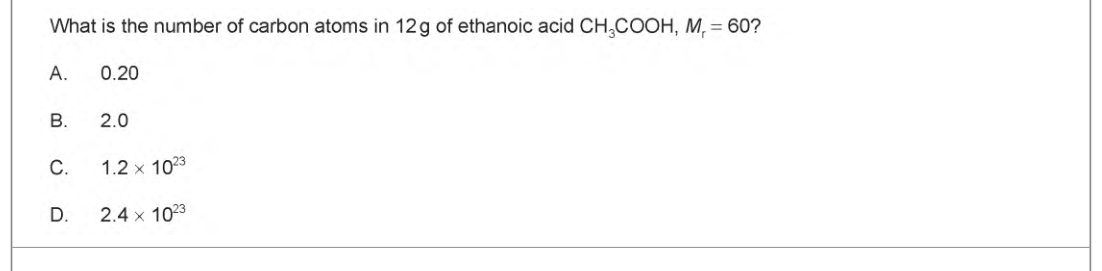 What is the number of carbon atoms in 12g of ethanoic acid CH₃COOH, Mᵣ = 60?
A. 0.20
B. 2.0
C. 1.2 × 10²³
D. 2.4 × 10²³